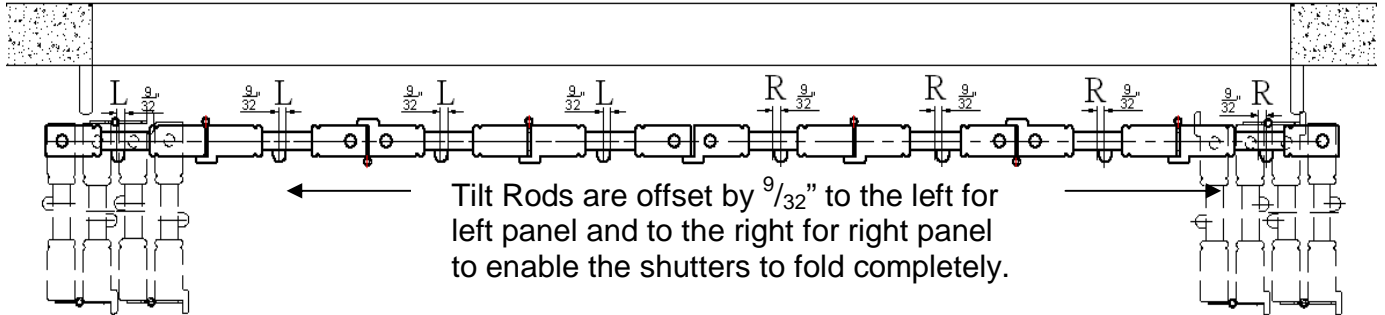 L 9/32" 9/32" L 9/32" L 9/32" L R 9/32" R 9/32" R 9/32" 9/32" R
Tilt Rods are offset by 9/32” to the left for
left panel and to the right for right panel
to enable the shutters to fold completely.